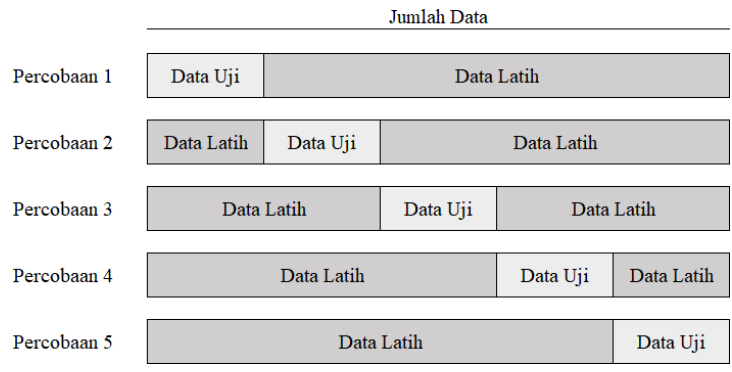 Jumlah Data
Percobaan 1 Data Uji Data Latih
Percobaan 2 Data Latih Data Uji Data Latih
Percobaan 3 Data Latih Data Uji Data Latih
Percobaan 4 Data Latih Data Uji Data Latih
Percobaan 5 Data Latih Data Uji